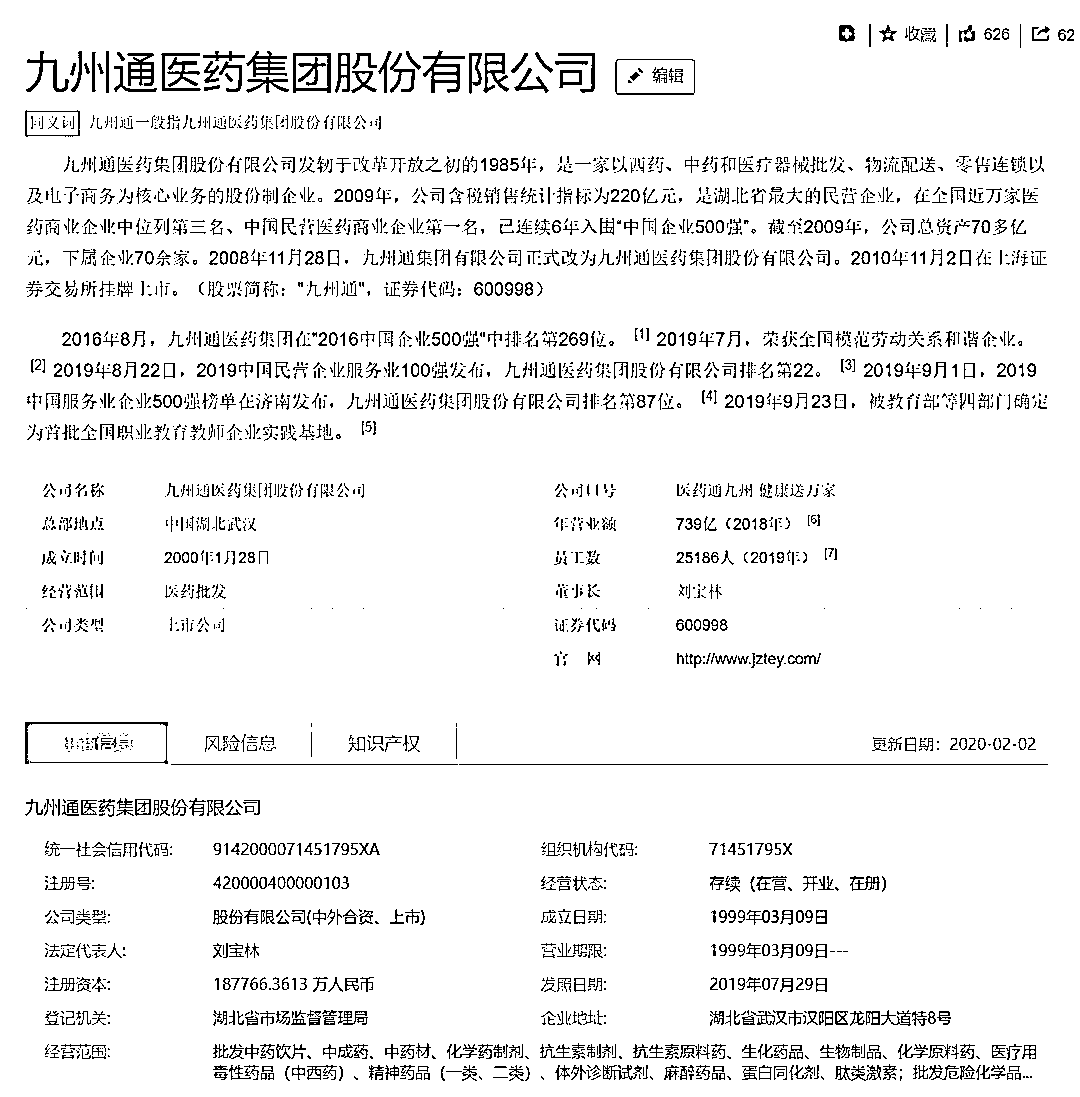 收藏 626 62
九州通医药集团股份有限公司 编辑
同义词 九州通一般指九州通医药集团股份有限公司
九州通医药集团股份有限公司发轫于改革开放之初的1985年，是一家以西药、中药和医疗器械批发、物流配送、零售连锁以
及电子商务为核心业务的股份制企业。2009年，公司含税销售统计指标为220亿元，是湖北省最大的民营企业，在全国近万家医
药商业企业中位列第三名、中国民营医药商业企业第一名，已连续6年入围“中国企业500强”。截至2009年，公司总资产70多亿
元，下属企业70余家。2008年11月28日，九州通集团有限公司正式改为九州通医药集团股份有限公司。2010年11月2日在上海证
券交易所挂牌上市。（股票简称："九州通"，证券代码：600998）
2016年8月，九州通医药集团在"2016中国企业500强"中排名第269位。 [1] 2019年7月，荣获全国模范劳动关系和谐企业。
[2] 2019年8月22日，2019中国民营企业服务业100强发布，九州通医药集团股份有限公司排名第22。 [3] 2019年9月1日，2019
中国服务业企业500强榜单在济南发布，九州通医药集团股份有限公司排名第87位。 [4] 2019年9月23日，被教育部等四部门确定
为首批全国职业教育教师企业实践基地。 [5]
公司名称 九州通医药集团股份有限公司 公司口号 医药通九州 健康送万家
总部地点 中国湖北武汉 年营业额 739亿（2018年） [6]
成立时间 2000年1月28日 员工数 25186人（2019年） [7]
经营范围 医药批发 董事长 刘宝林
公司类型 上市公司 证券代码 600998
官 网 http://www.jztey.com/
风险信息 知识产权 更新日期：2020-02-02
九州通医药集团股份有限公司
统一社会信用代码: 9142000071451795XA 组织机构代码: 71451795X
注册号: 420000400000103 经营状态: 存续（在营、开业、在册）
公司类型: 股份有限公司(中外合资、上市) 成立日期: 1999年03月09日
法定代表人: 刘宝林 营业期限: 1999年03月09日---
注册资本: 187766.3613 万人民币 发照日期: 2019年07月29日
登记机关: 湖北省市场监督管理局 企业地址: 湖北省武汉市汉阳区龙阳大道特8号
经营范围: 批发中药饮片、中成药、中药材、化学药制剂、抗生素制剂、抗生素原料药、生化药品、生物制品、化学原料药、医疗用
毒性药品（中西药）、精神药品（一类、二类）、体外诊断试剂、麻醉药品、蛋白同化剂、肽类激素；批发危险化学品...